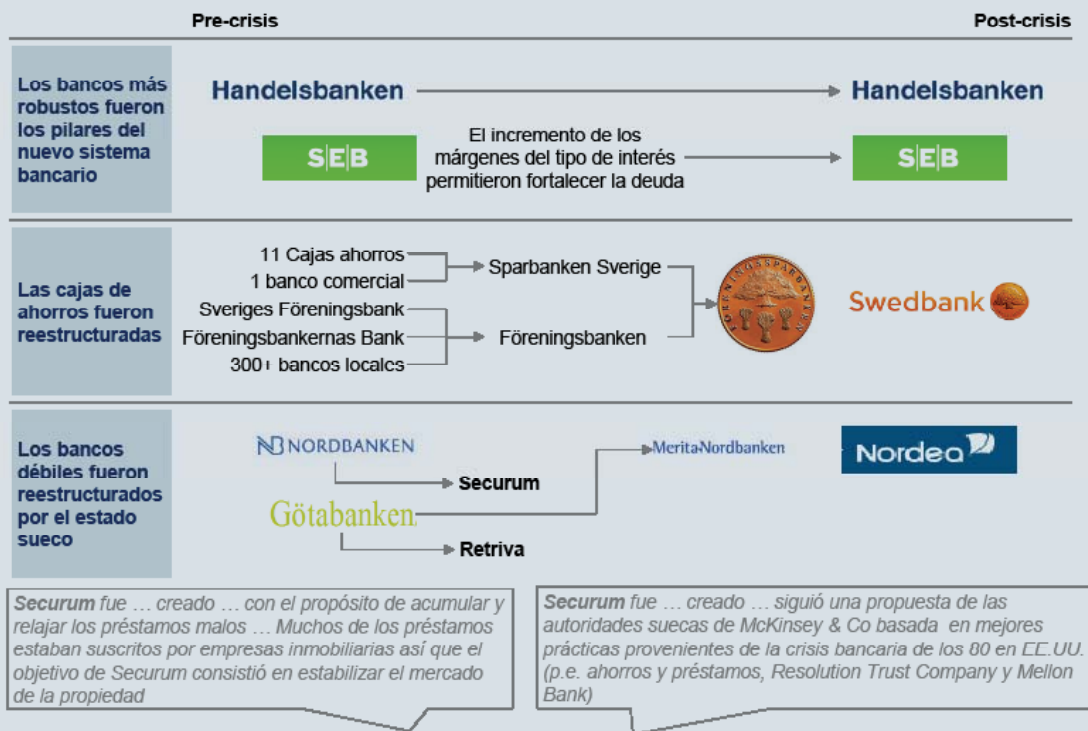 Pre-crisis
Post-crisis
Los bancos más
robustos fueron
los pilares del
nuevo sistema
bancario
Handelsbanken
Handelsbanken
SEB
El incremento de los
márgenes del tipo de interés
permitieron fortalecer la deuda
SEB
Las cajas de
ahorros fueron
reestructuradas
11 Cajas ahorros
1 banco comercial
Sveriges Föreningsbank
Föreningsbankernas Bank
300+ bancos locales
Sparbanken Sverige
Föreningsbanken
FÖRENINGSSPARBANKEN
Swedbank
Los bancos
débiles fueron
reestructurados
por el estado
sueco
NB NORDBANKEN
Securum
Götabanken
Retriva
MeritaNordbanken
Nordea
Securum fue … creado … con el propósito de acumular y
relajar los préstamos malos … Muchos de los préstamos
estaban suscritos por empresas inmobiliarias así que el
objetivo de Securum consistió en estabilizar el mercado
de la propiedad
Securum fue … creado … siguió una propuesta de las
autoridades suecas de McKinsey & Co basada en mejores
prácticas provenientes de la crisis bancaria de los 80 en EE.UU.
(p.e. ahorros y préstamos, Resolution Trust Company y Mellon
Bank)